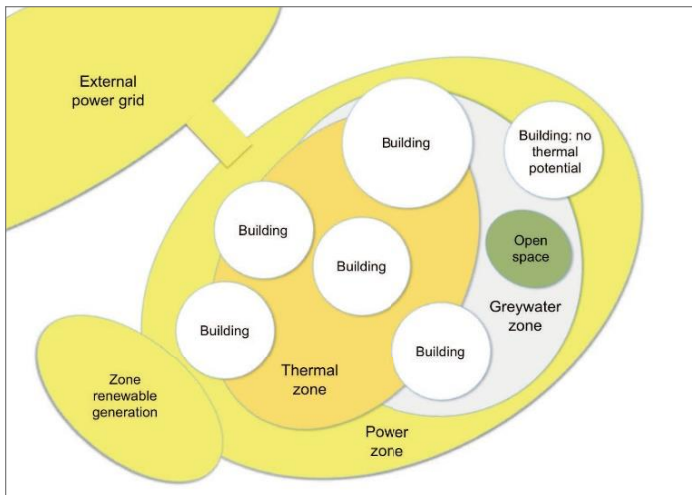 External
power grid
Building
Building: no
thermal
potential
Building
Building
Open
space
Greywater
zone
Building
Building
Thermal
zone
Zone
renewable
generation
Power
zone